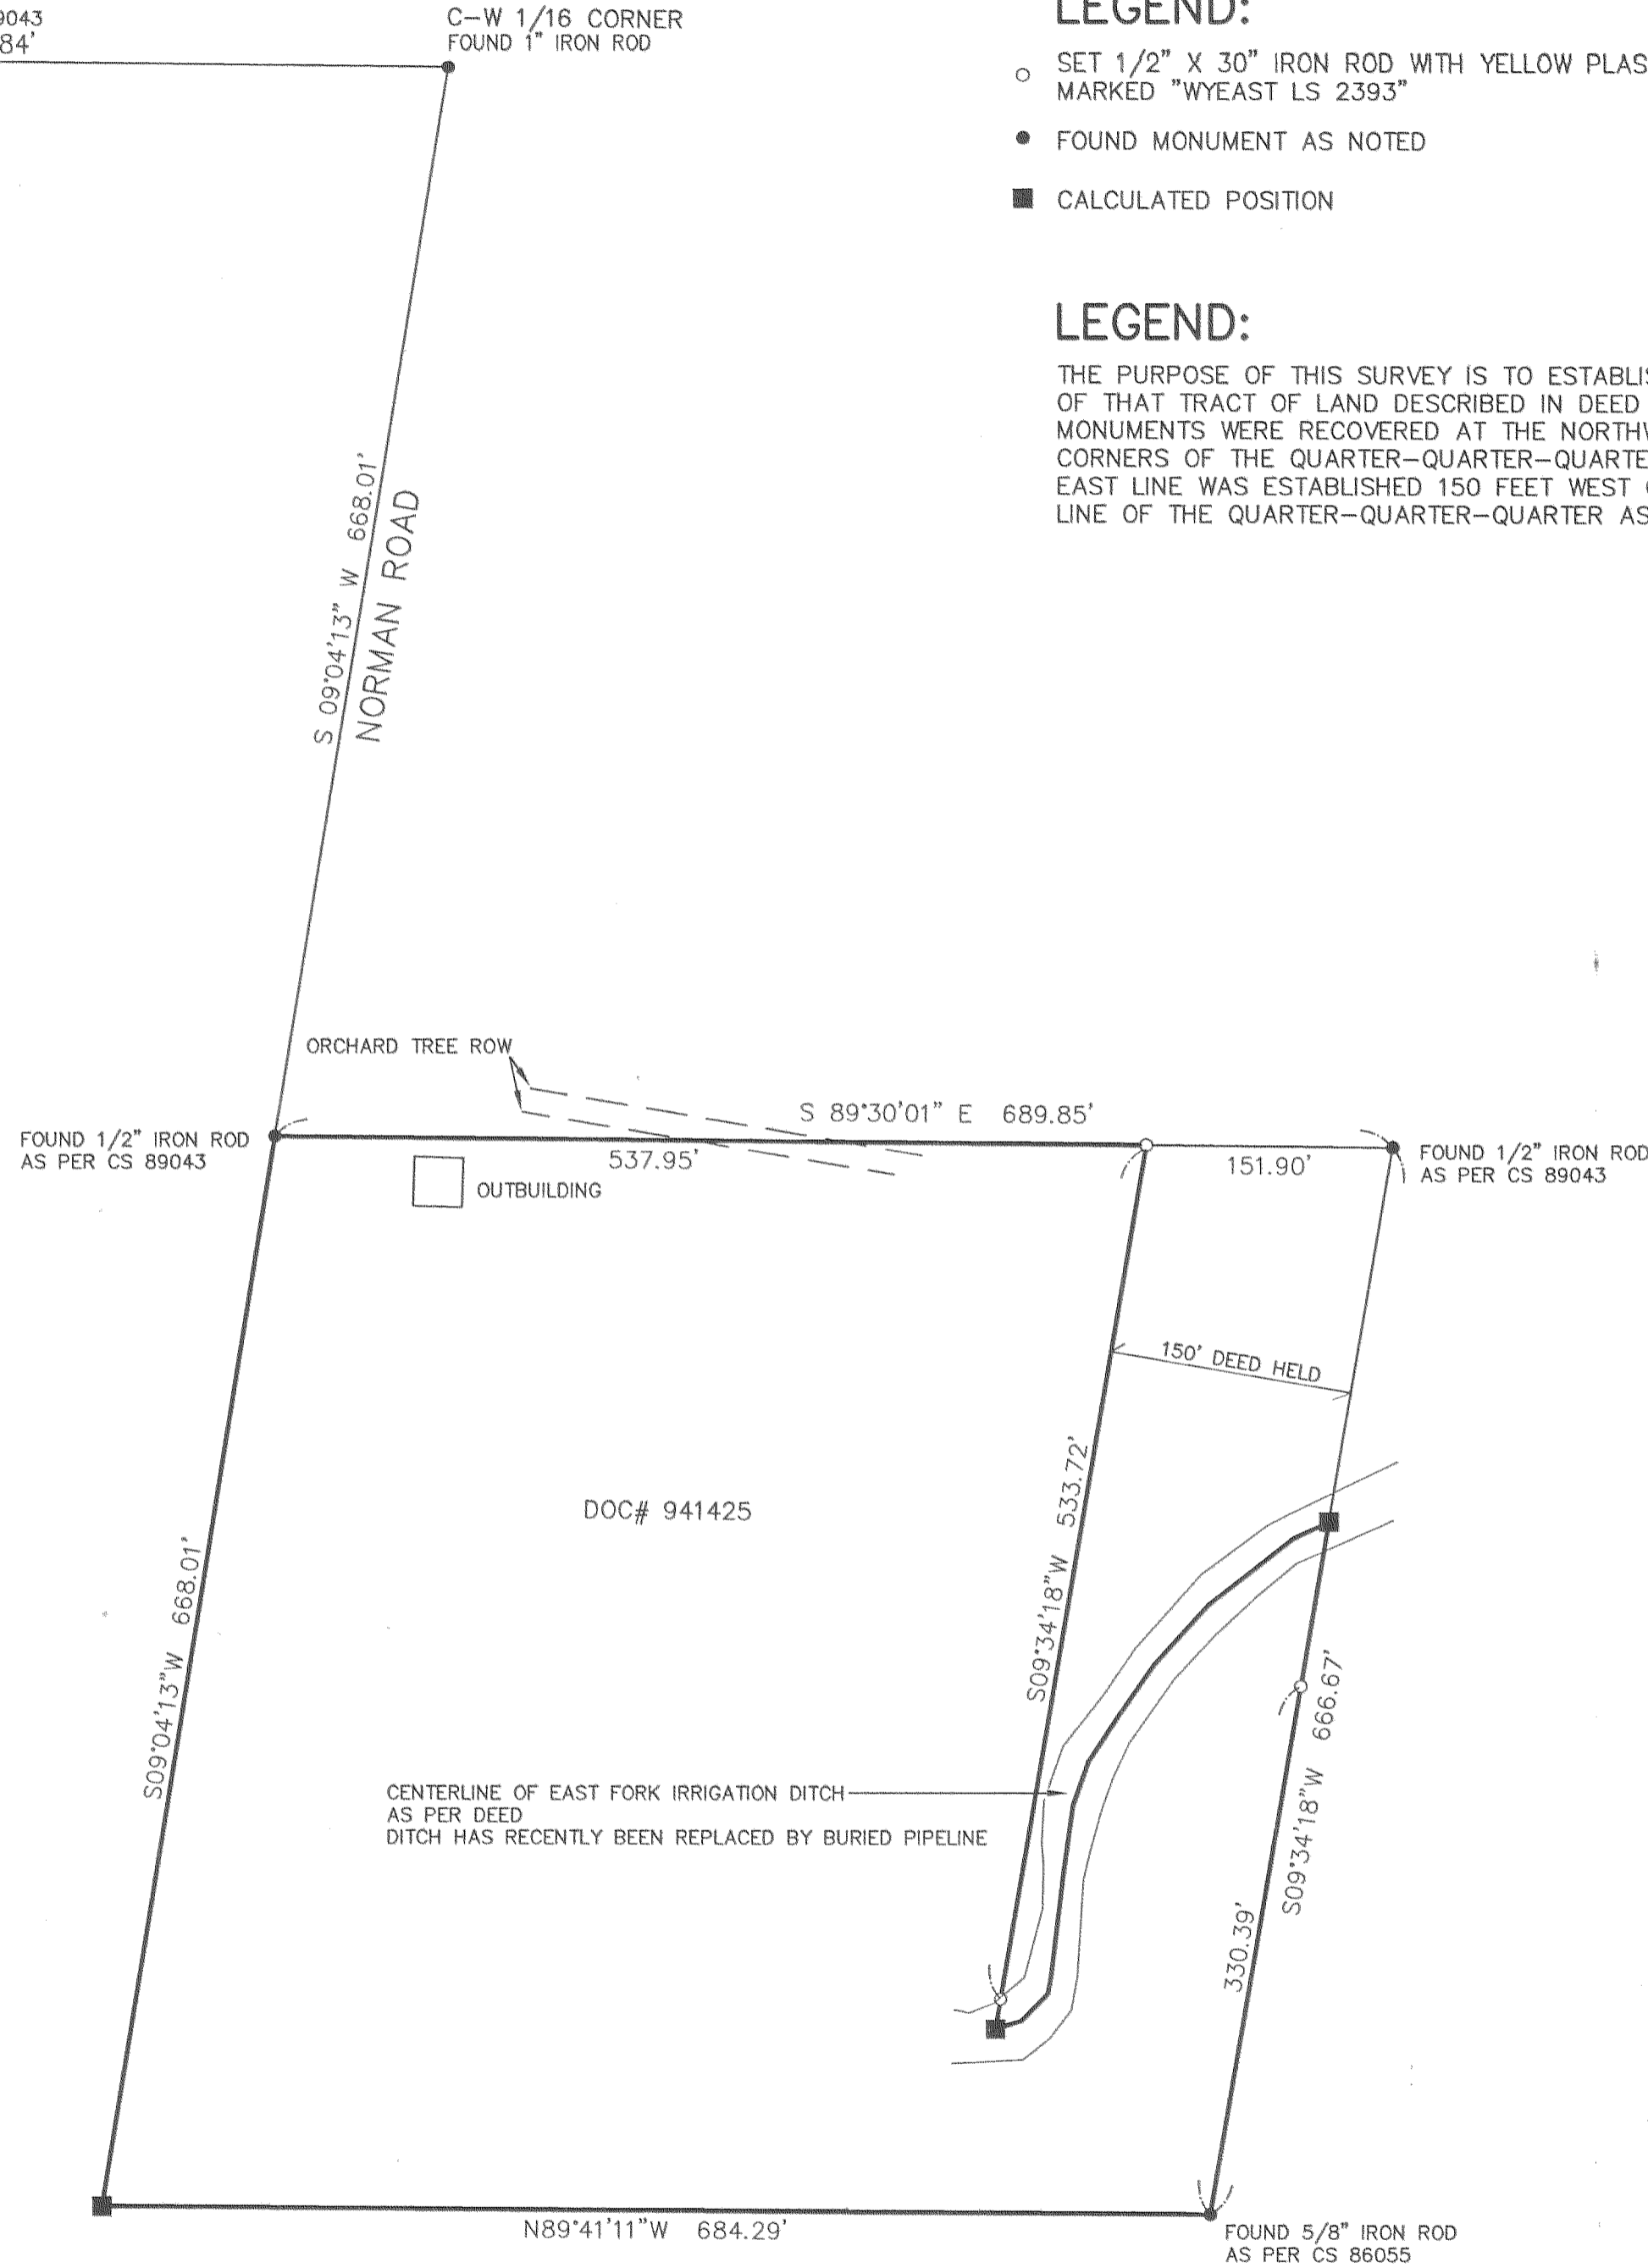 9043
84'
C-W 1/16 CORNER
FOUND 1" IRON ROD
LEGEND:
SET 1/2" X 30" IRON ROD WITH YELLOW PLAS
MARKED "WYEAST LS 2393"
FOUND MONUMENT AS NOTED
CALCULATED POSITION
LEGEND:
THE PURPOSE OF THIS SURVEY IS TO ESTABLIS
OF THAT TRACT OF LAND DESCRIBED IN DEED
MONUMENTS WERE RECOVERED AT THE NORTHW
CORNERS OF THE QUARTER-QUARTER-QUARTE
EAST LINE WAS ESTABLISHED 150 FEET WEST
LINE OF THE QUARTER-QUARTER-QUARTER AS
S 09°04'13" W 668.01'
NORMAN ROAD
ORCHARD TREE ROW
S 89°30'01" E 689.85'
FOUND 1/2" IRON ROD
AS PER CS 89043
537.95'
151.90'
FOUND 1/2" IRON ROD
AS PER CS 89043
OUTBUILDING
150' DEED HELD
S09°34'18"W 533.72'
DOC# 941425
S09°04'13"W 668.01'
S09°34'18"W 666.67'
CENTERLINE OF EAST FORK IRRIGATION DITCH
AS PER DEED
DITCH HAS RECENTLY BEEN REPLACED BY BURIED PIPELINE
330.39'
N89°41'11"W 684.29'
FOUND 5/8" IRON ROD
AS PER CS 86055